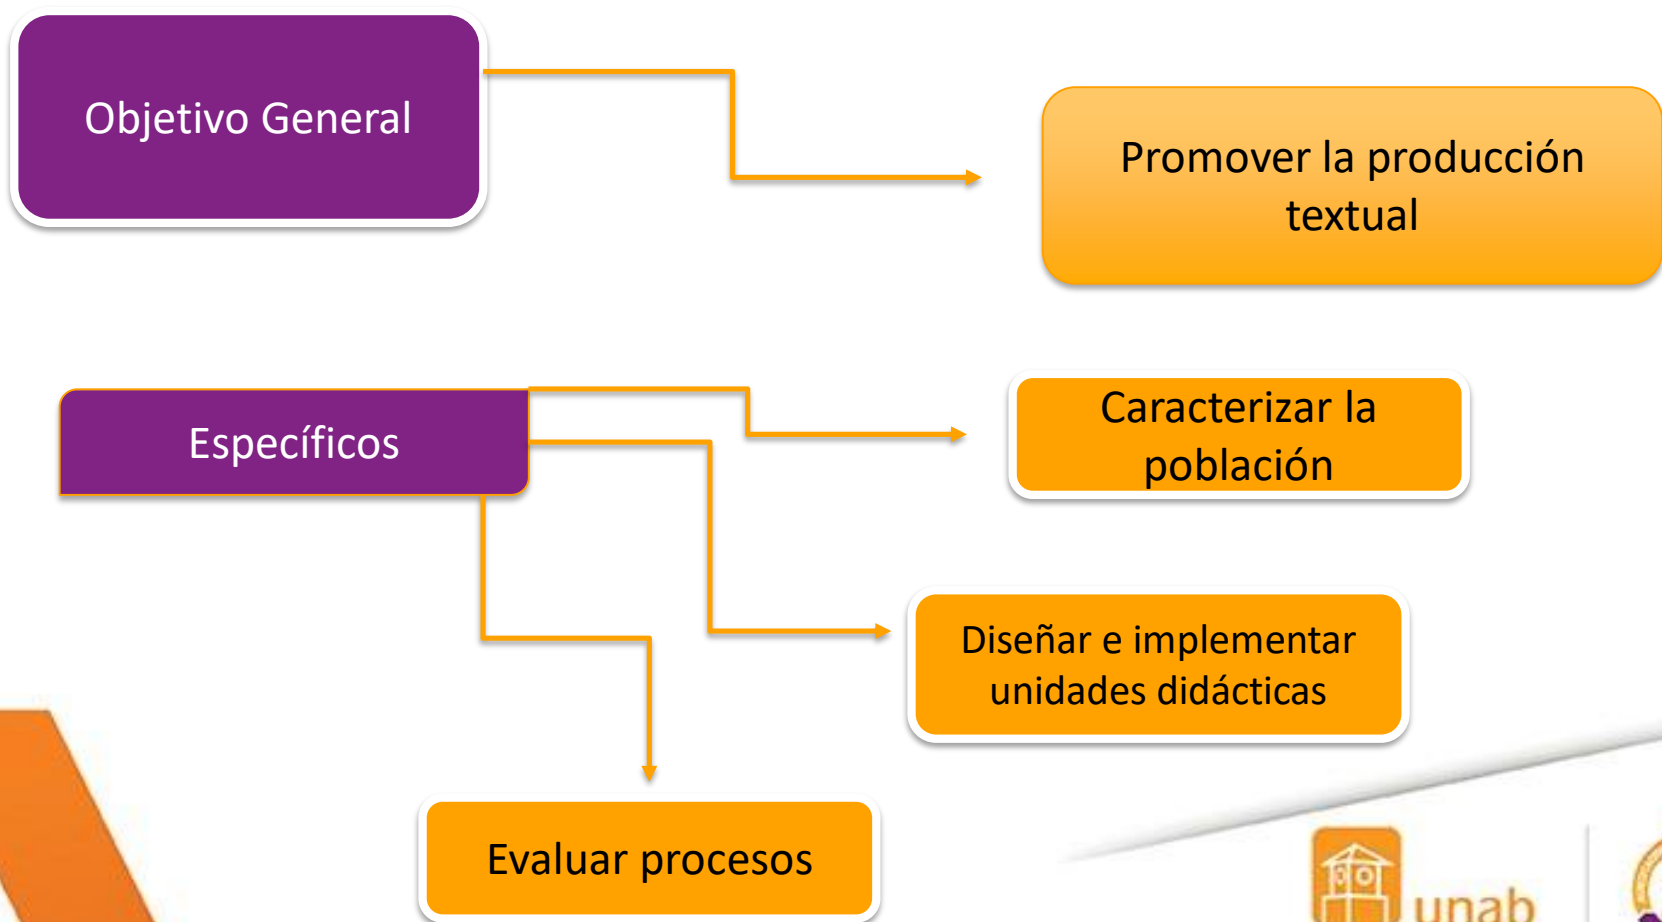 Objetivo General
Promover la producción
textual
Específicos
Caracterizar la
población
Diseñar e implementar
unidades didácticas
Evaluar procesos
unab